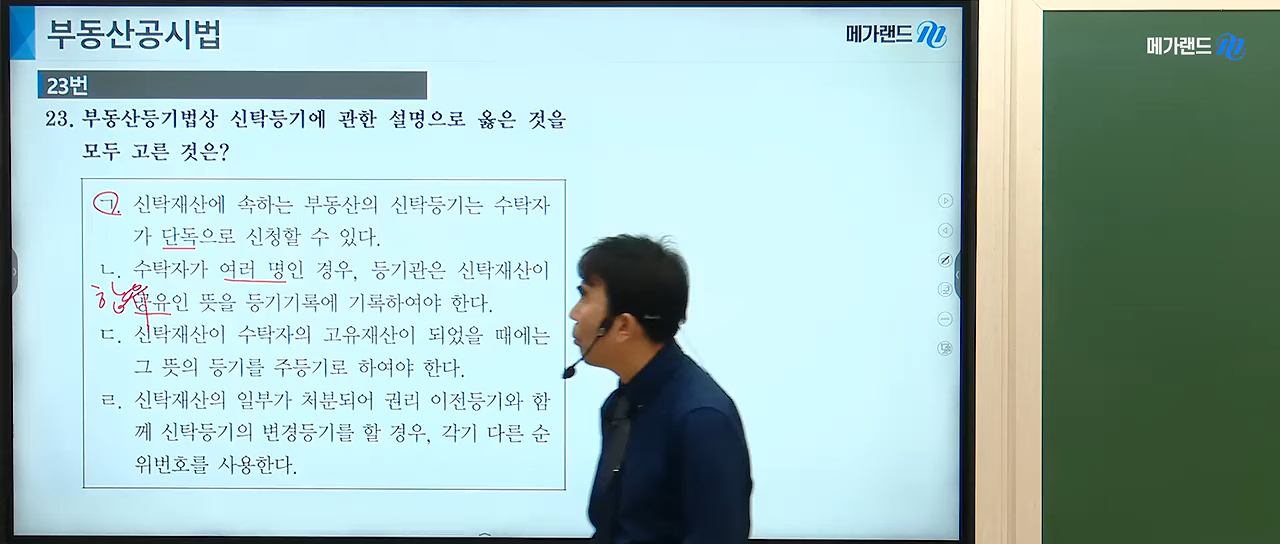 부동산공시법
메가랜드
메가랜드
23번
23. 부동산등기법상 신탁등기에 관한 설명으로 옳은 것을
모두 고른 것은?
ㄱ. 신탁재산에 속하는 부동산의 신탁등기는 수탁자
가 단독으로 신청할 수 있다.
ㄴ. 수탁자가 여러 명인 경우, 등기관은 신탁재산이
합유
공유인 뜻을 등기기록에 기록하여야 한다.
ㄷ. 신탁재산이 수탁자의 고유재산이 되었을 때에는
그 뜻의 등기를 주등기로 하여야 한다.
ㄹ. 신탁재산의 일부가 처분되어 권리 이전등기와 함
께 신탁등기의 변경등기를 할 경우, 각기 다른 순
위번호를 사용한다.